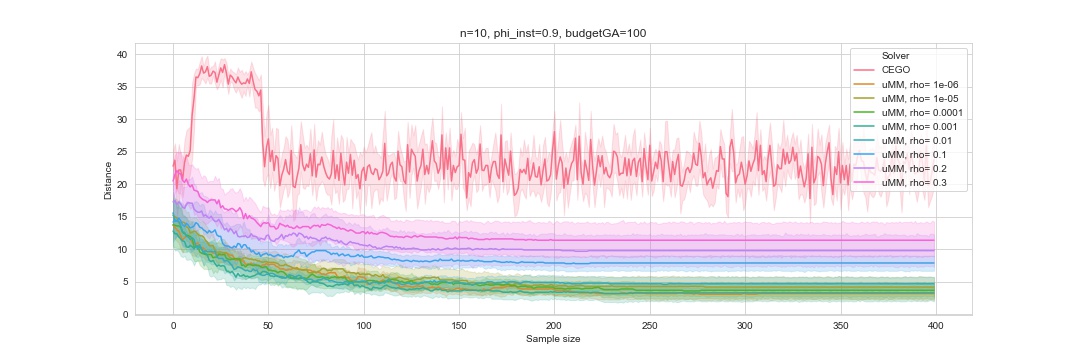 n=10, phi_inst=0.9, budgetGA=100
40
35
30
25
20
15
10
5
0
Distance
Solver
CEGO
uMM, rho= 1e-06
uMM, rho= 1e-05
uMM, rho= 0.0001
uMM, rho= 0.001
uMM, rho= 0.01
uMM, rho= 0.1
uMM, rho= 0.2
uMM, rho= 0.3
0 50 100 150 200 250 300 350 400
Sample size